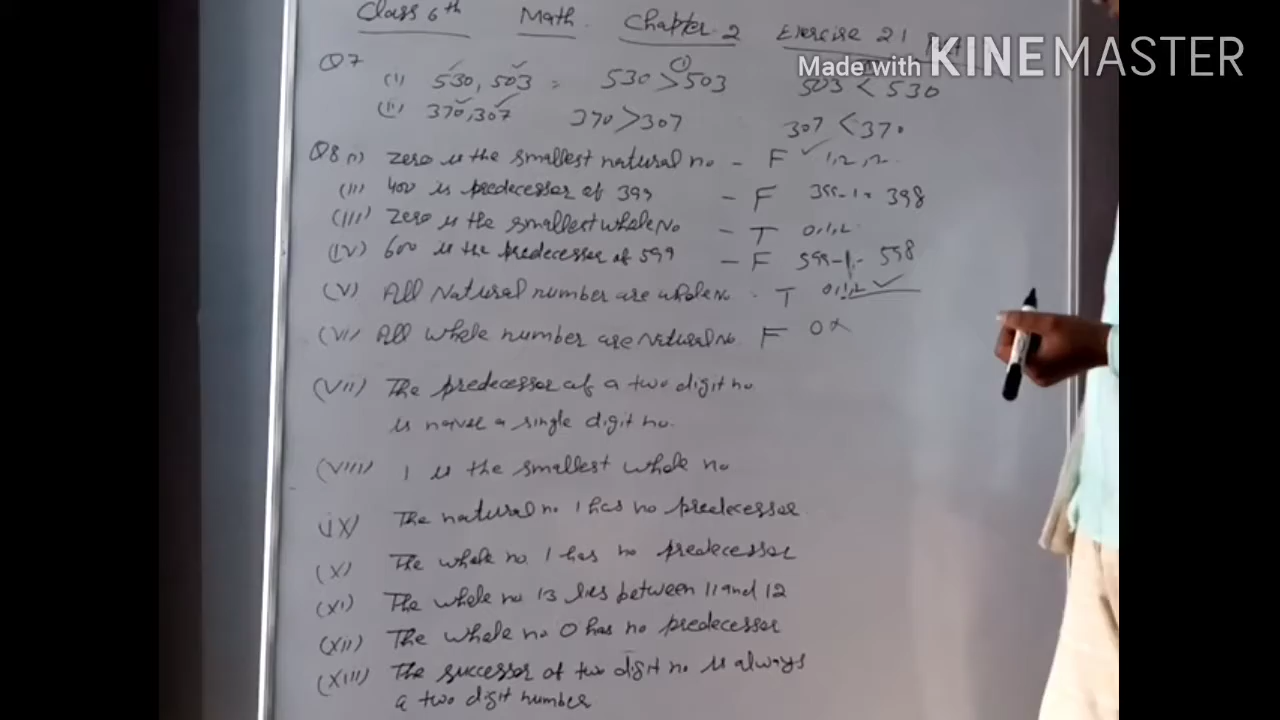 Class 6th Math Chapter 2 Exercise 2.1
Made with KINEMASTER
Q7 (i) 530, 503 = 530 > 503 503 < 530
(ii) 370, 307 370 > 307 307 < 370
Q8 (i) Zero is the smallest natural no - F
(ii) 400 is predecessor of 399 - F 399-1= 398
(iii) Zero is the smallest whole No - T 0,1,2
(iv) 600 is the predecessor of 599 - F 599-1- 598
(v) All Natural number are whole No. - T 0,1,2
(vi) All whole number are Natural No. F 0 x
(vii) The predecessor of a two digit no
is never a single digit no.
(viii) 1 is the smallest whole no
(ix) The natural no 1 has no predecessor
(x) The whole no. 1 has no predecessor
(xi) The whole no 13 lies between 11 and 12
(xii) The whole no 0 has no predecessor
(xiii) The successor of two digit no is always
a two digit number